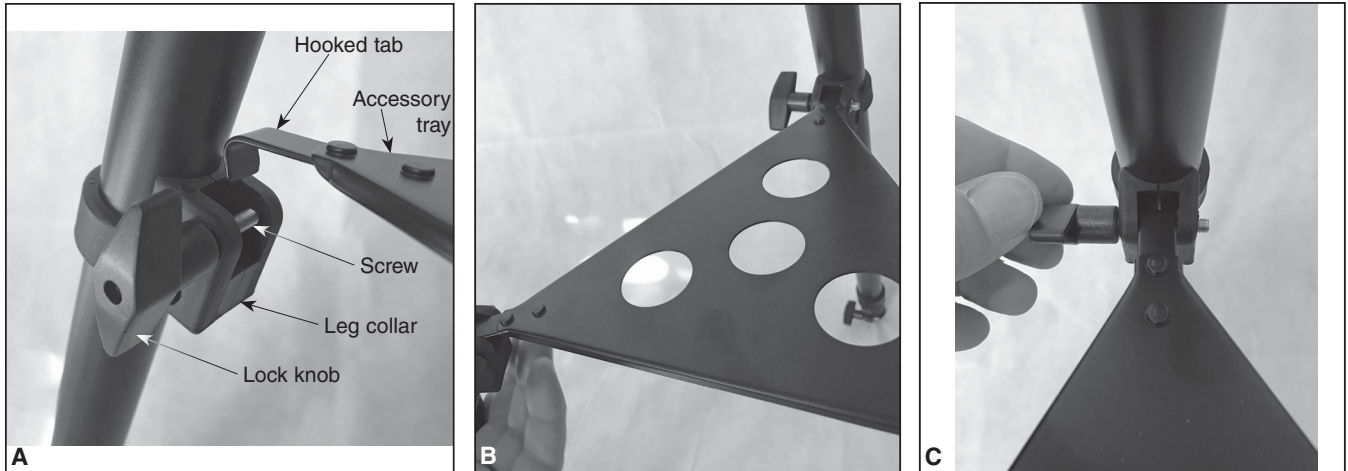 Hooked tab
Accessory
tray
Screw
Leg collar
Lock knob
A
B
C